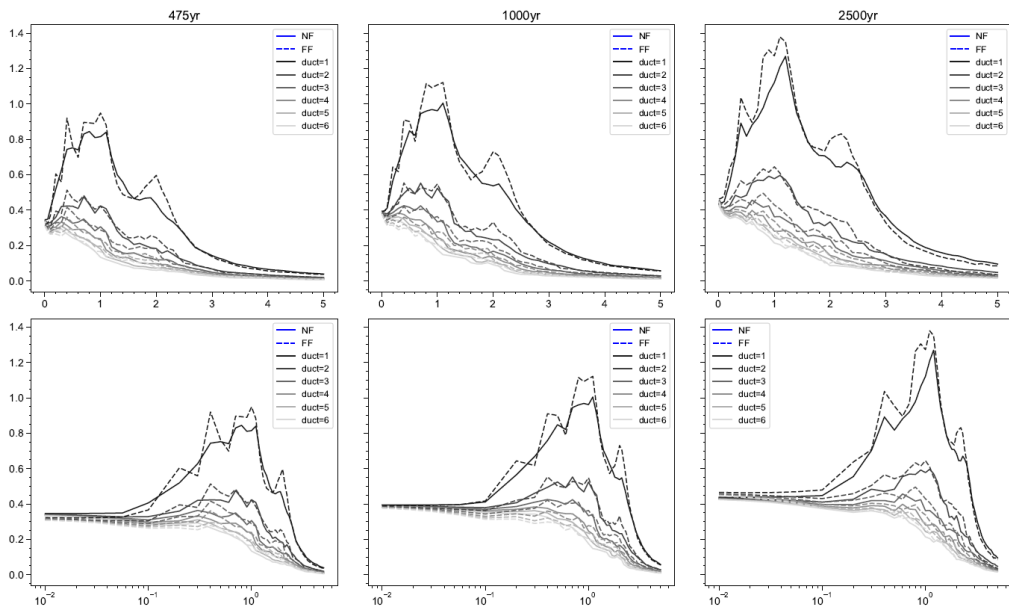 475yr
1000yr
2500yr
1.4
1.2
1.0
0.8
0.6
0.4
0.2
0.0
NF
FF
duct=1
duct=2
duct=3
duct=4
duct=5
duct=6
0 1 2 3 4 5
NF
FF
duct=1
duct=2
duct=3
duct=4
duct=5
duct=6
0 1 2 3 4 5
NF
FF
duct=1
duct=2
duct=3
duct=4
duct=5
duct=6
0 1 2 3 4 5
1.4
1.2
1.0
0.8
0.6
0.4
0.2
0.0
NF
FF
duct=1
duct=2
duct=3
duct=4
duct=5
duct=6
10⁻² 10⁻¹ 10⁰
NF
FF
duct=1
duct=2
duct=3
duct=4
duct=5
duct=6
10⁻² 10⁻¹ 10⁰
NF
FF
duct=1
duct=2
duct=3
duct=4
duct=5
duct=6
10⁻² 10⁻¹ 10⁰